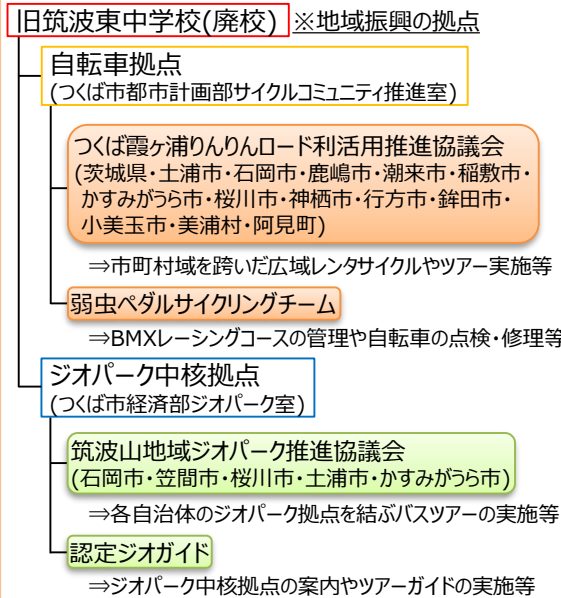 旧筑波東中学校(廃校) ※地域振興の拠点
自転車拠点
(つくば市都市計画部サイクルコミュニティ推進室)
つくば霞ヶ浦りんりんロード利活用推進協議会
(茨城県・土浦市・石岡市・鹿嶋市・潮来市・稲敷市・
かすみがうら市・桜川市・神栖市・行方市・鉾田市・
小美玉市・美浦村・阿見町)
⇒市町村域を跨いだ広域レンタサイクルやツアー実施等
弱虫ペダルサイクリングチーム
⇒BMXレーシングコースの管理や自転車の点検・修理等
ジオパーク中核拠点
(つくば市経済部ジオパーク室)
筑波山地域ジオパーク推進協議会
(石岡市・笠間市・桜川市・土浦市・かすみがうら市)
⇒各自治体のジオパーク拠点を結ぶバスツアーの実施等
認定ジオガイド
⇒ジオパーク中核拠点の案内やツアーガイドの実施等